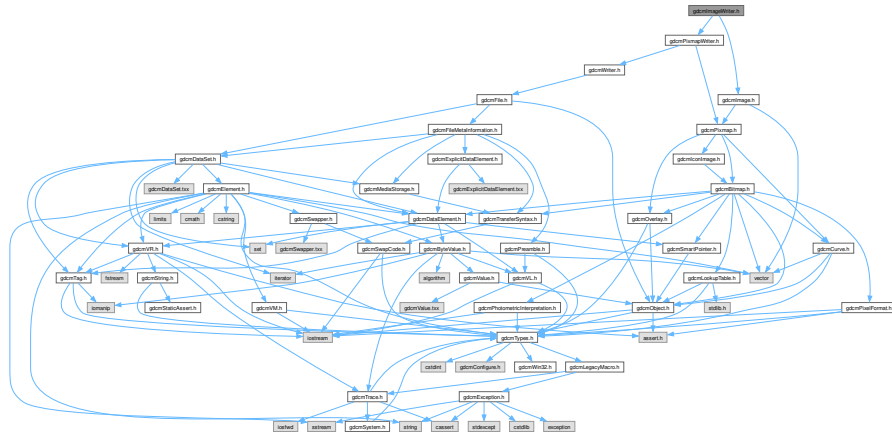 gdcmImageWriter.h
gdcmPixmapWriter.h
gdcmWriter.h
gdcmFile.h
gdcmImage.h
gdcmFileMetaInformation.h
gdcmPixmap.h
gdcmDataSet.h
gdcmExplicitDataElement.h
gdcmIconImage.h
gdcmDataSet.txx
gdcmElement.h
gdcmMediaStorage.h
gdcmExplicitDataElement.txx
gdcmBitmap.h
limits
cmath
cstring
gdcmSwapper.h
gdcmDataElement.h
gdcmTransferSyntax.h
gdcmOverlay.h
gdcmVR.h
set
gdcmSwapper.txx
gdcmSwapCode.h
gdcmByteValue.h
gdcmPreamble.h
gdcmSmartPointer.h
gdcmCurve.h
gdcmTag.h
fstream
gdcmString.h
iterator
algorithm
gdcmValue.h
gdcmVL.h
gdcmLookupTable.h
vector
iomanip
gdcmStaticAssert.h
gdcmVM.h
gdcmValue.txx
gdcmPhotometricInterpretation.h
gdcmObject.h
stdlib.h
gdcmPixelFormat.h
iostream
gdcmTypes.h
assert.h
cstdint
gdcmConfigure.h
gdcmWin32.h
gdcmLegacyMacro.h
gdcmTrace.h
gdcmException.h
iosfwd
sstream
gdcmSystem.h
string
cassert
stdexcept
cstdlib
exception